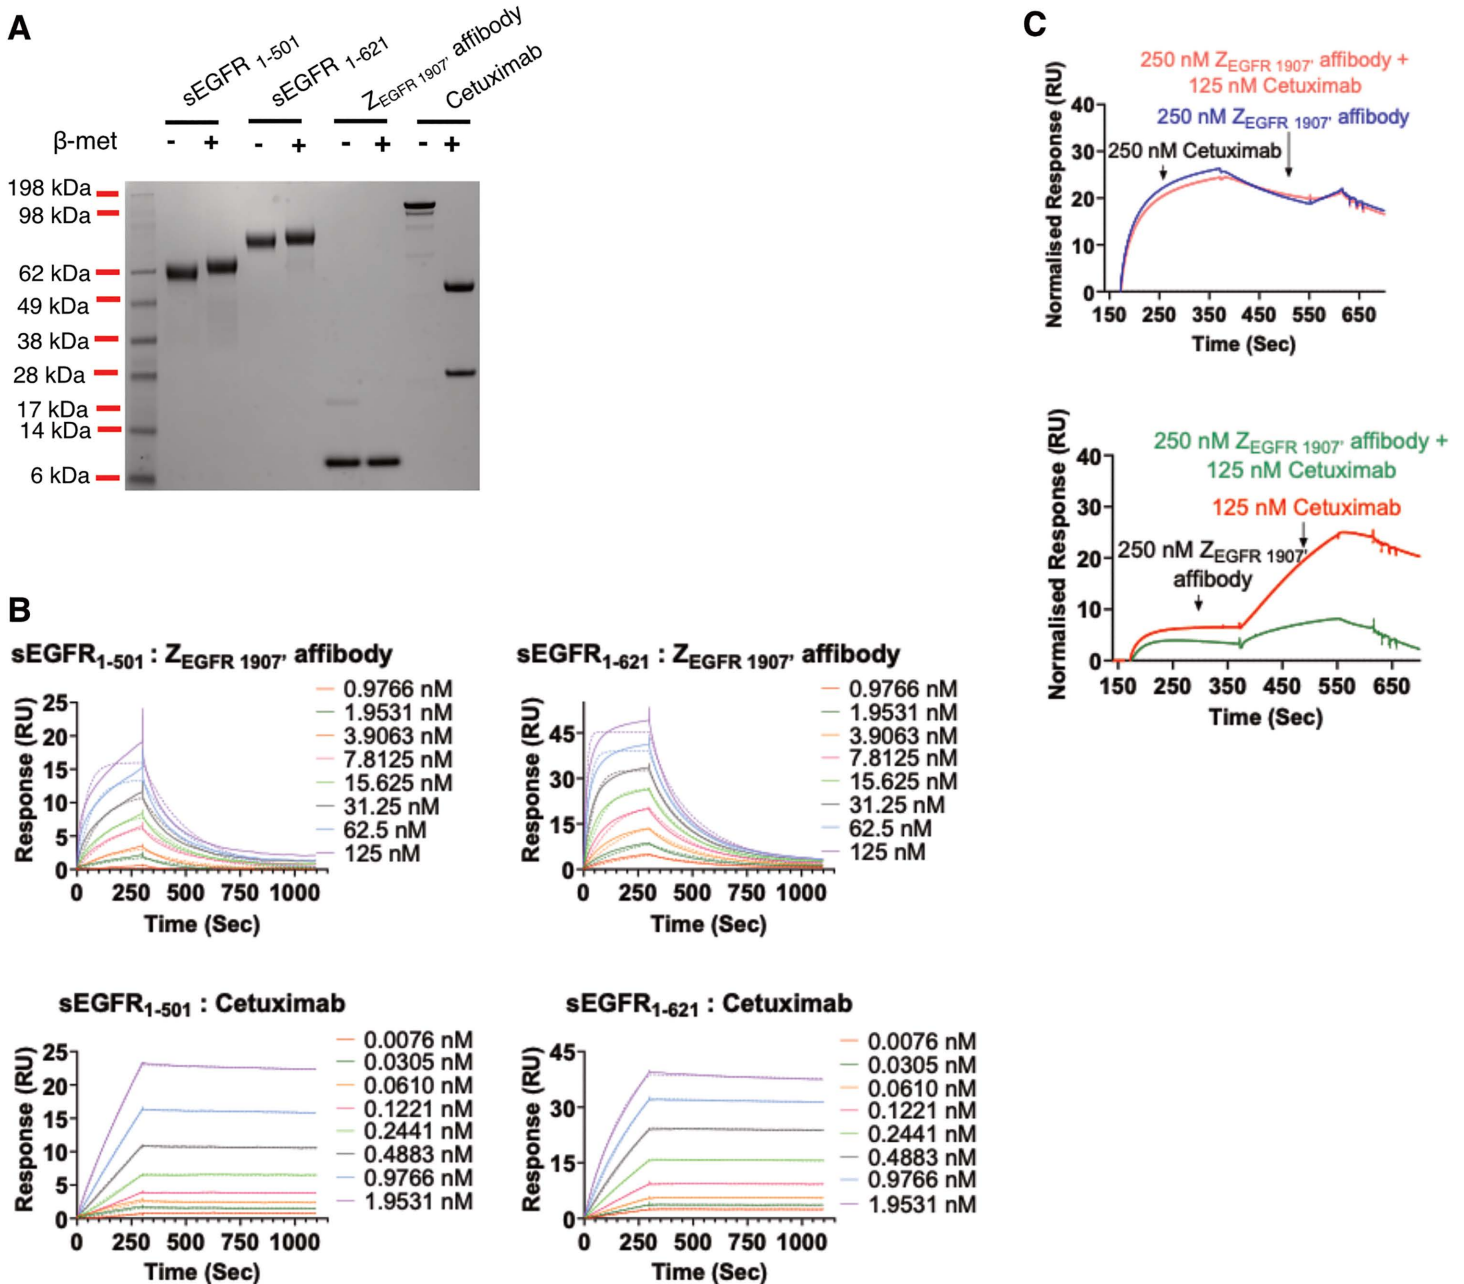 A
sEGFR 1-501
sEGFR 1-621
ZEGFR 1907' affibody
Cetuximab
β-met
- + - + - + - +
198 kDa
98 kDa
62 kDa
49 kDa
38 kDa
28 kDa
17 kDa
14 kDa
6 kDa
B
sEGFR1-501 : ZEGFR 1907' affibody
Response (RU)
25
20
15
10
5
0
0 250 500 750 1000
Time (Sec)
0.9766 nM
1.9531 nM
3.9063 nM
7.8125 nM
15.625 nM
31.25 nM
62.5 nM
125 nM
sEGFR1-621 : ZEGFR 1907' affibody
Response (RU)
45
30
15
0
0 250 500 750 1000
Time (Sec)
0.9766 nM
1.9531 nM
3.9063 nM
7.8125 nM
15.625 nM
31.25 nM
62.5 nM
125 nM
sEGFR1-501 : Cetuximab
Response (RU)
25
20
15
10
5
0
0 250 500 750 1000
Time (Sec)
0.0076 nM
0.0305 nM
0.0610 nM
0.1221 nM
0.2441 nM
0.4883 nM
0.9766 nM
1.9531 nM
sEGFR1-621 : Cetuximab
Response (RU)
45
30
15
0
0 250 500 750 1000
Time (Sec)
0.0076 nM
0.0305 nM
0.0610 nM
0.1221 nM
0.2441 nM
0.4883 nM
0.9766 nM
1.9531 nM
C
250 nM ZEGFR 1907' affibody +
125 nM Cetuximab
250 nM ZEGFR 1907' affibody
250 nM Cetuximab
Normalised Response (RU)
40
30
20
10
0
150 250 350 450 550 650
Time (Sec)
250 nM ZEGFR 1907' affibody +
125 nM Cetuximab
125 nM Cetuximab
250 nM ZEGFR 1907'
affibody
Normalised Response (RU)
40
30
20
10
0
150 250 350 450 550 650
Time (Sec)